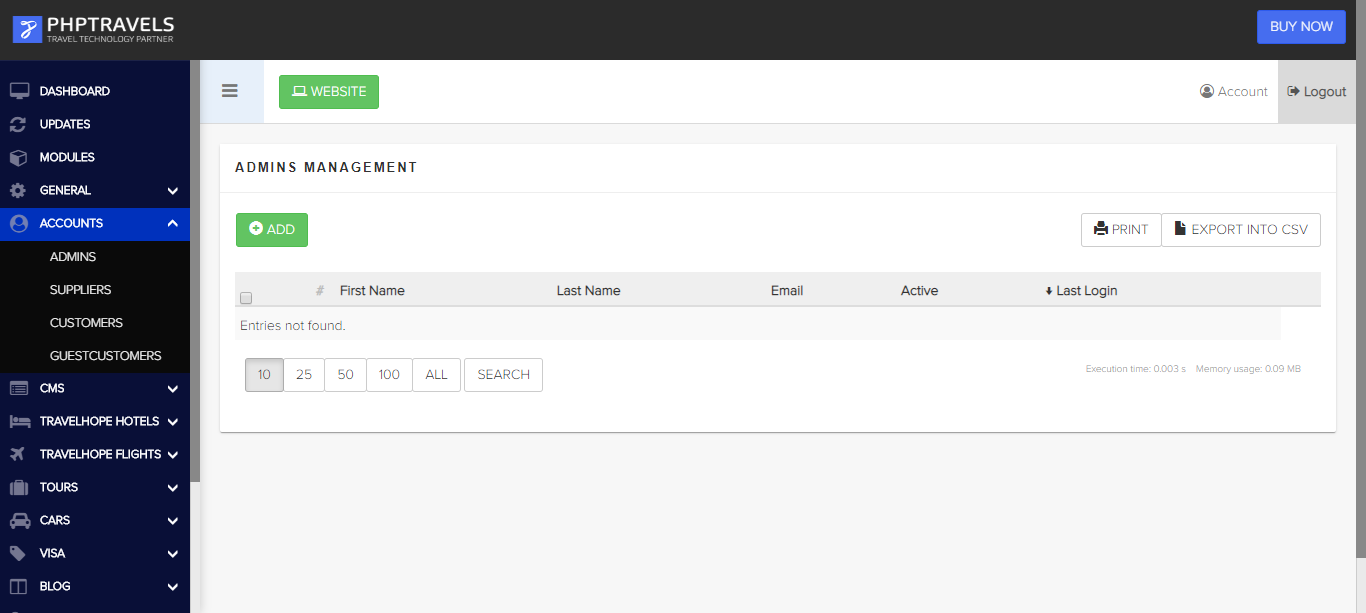 PHPTRAVELS
TRAVEL TECHNOLOGY PARTNER
BUY NOW
DASHBOARD
UPDATES
MODULES
GENERAL
ACCOUNTS
ADMINS
SUPPLIERS
CUSTOMERS
GUESTCUSTOMERS
CMS
TRAVELHOPE HOTELS
TRAVELHOPE FLIGHTS
TOURS
CARS
VISA
BLOG
WEBSITE
Account
Logout
ADMINS MANAGEMENT
ADD
PRINT
EXPORT INTO CSV
# First Name Last Name Email Active Last Login
Entries not found.
10 25 50 100 ALL SEARCH
Execution time: 0.003 s Memory usage: 0.09 MB